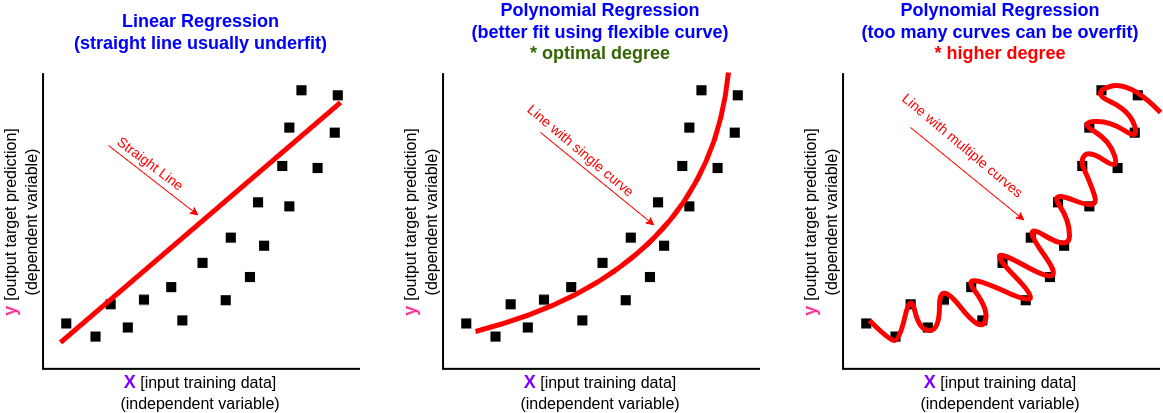 Linear Regression
(straight line usually underfit)
Straight Line
y [output target prediction]
(dependent variable)
X [input training data]
(independent variable)
Polynomial Regression
(better fit using flexible curve)
* optimal degree
Line with single curve
y [output target prediction]
(dependent variable)
X [input training data]
(independent variable)
Polynomial Regression
(too many curves can be overfit)
* higher degree
Line with multiple curves
y [output target prediction]
(dependent variable)
X [input training data]
(independent variable)